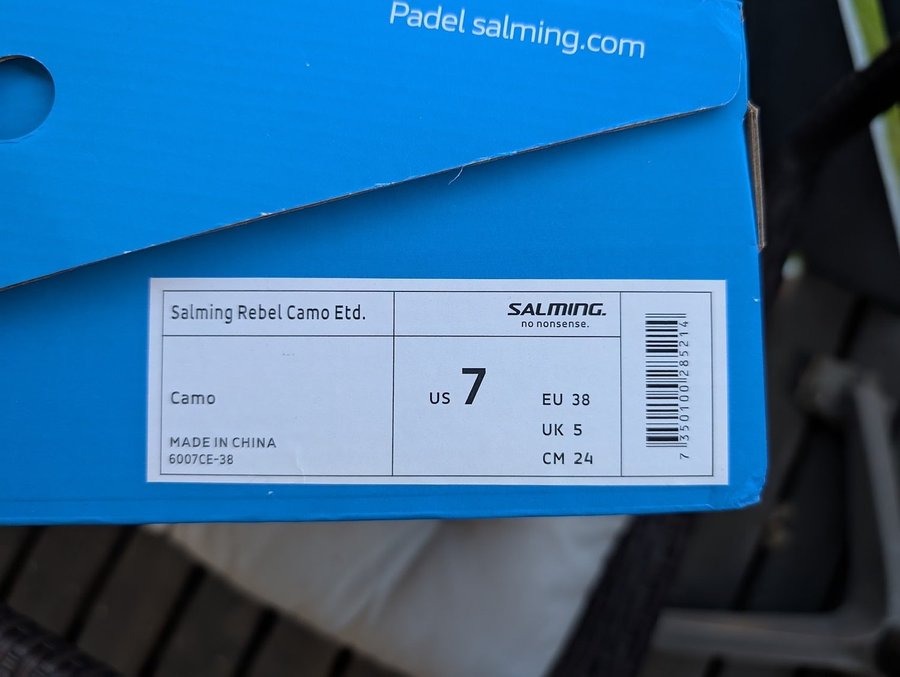 Padel salming.com
Salming Rebel Camo Etd.
SALMING.
no nonsense.
Camo
US 7
EU 38
UK 5
CM 24
MADE IN CHINA
6007CE-38
7 350100 285214